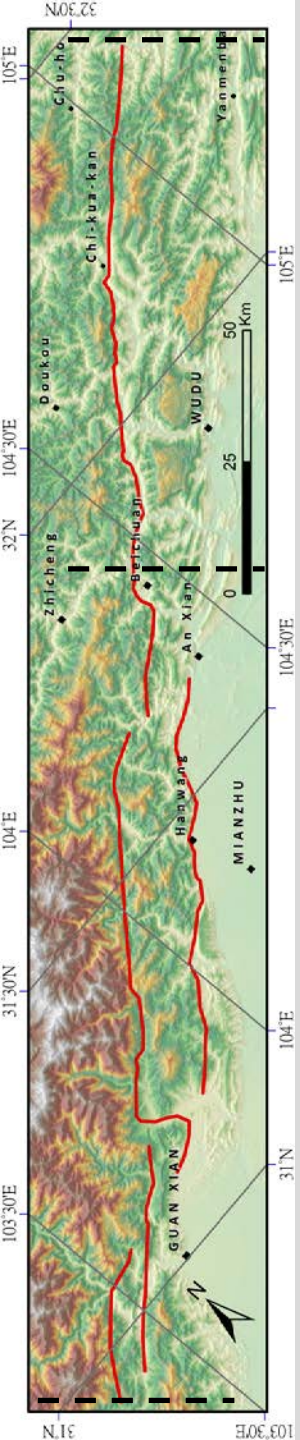 31°N
103°30'E
31°30'N
104°E
32°N
104°30'E
105°E
32°30'N
Zhicheng
Doukou
Chu-ho
Chi-kua-kan
Beichuan
GUAN XIAN
Hanwang
An Xian
WUDU
Yanmenba
MIANZHU
N
0
25
50
Km
103°30'E
31°N
104°E
104°30'E
105°E